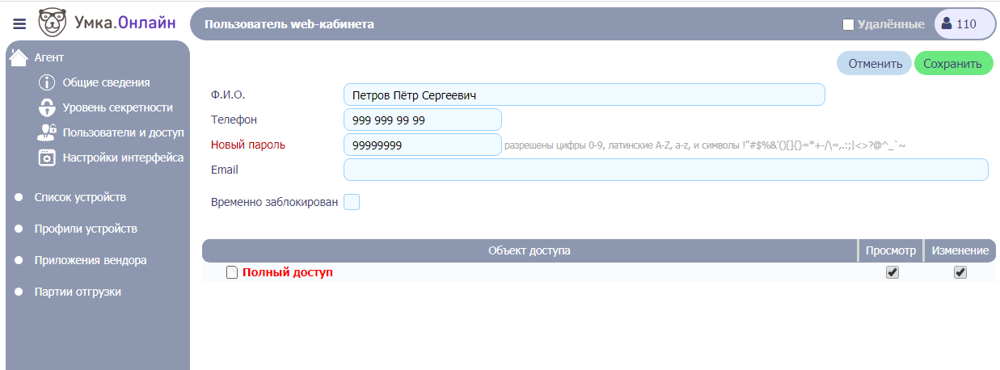 Умка.Онлайн
Пользователь web-кабинета
Удалённые
110
Агент
Общие сведения
Уровень секретности
Пользователи и доступ
Настройки интерфейса
Список устройств
Профили устройств
Приложения вендора
Партии отгрузки
Отменить
Сохранить
Ф.И.О. Петров Пётр Сергеевич
Телефон 999 999 99 99
Новый пароль 99999999 разрешены цифры 0-9, латинские A-Z, a-z, и символы !"#$%&'()[]{}=*+-/\=,.:;|<>?@^_`~
Email
Временно заблокирован
Объект доступа Просмотр Изменение
Полный доступ